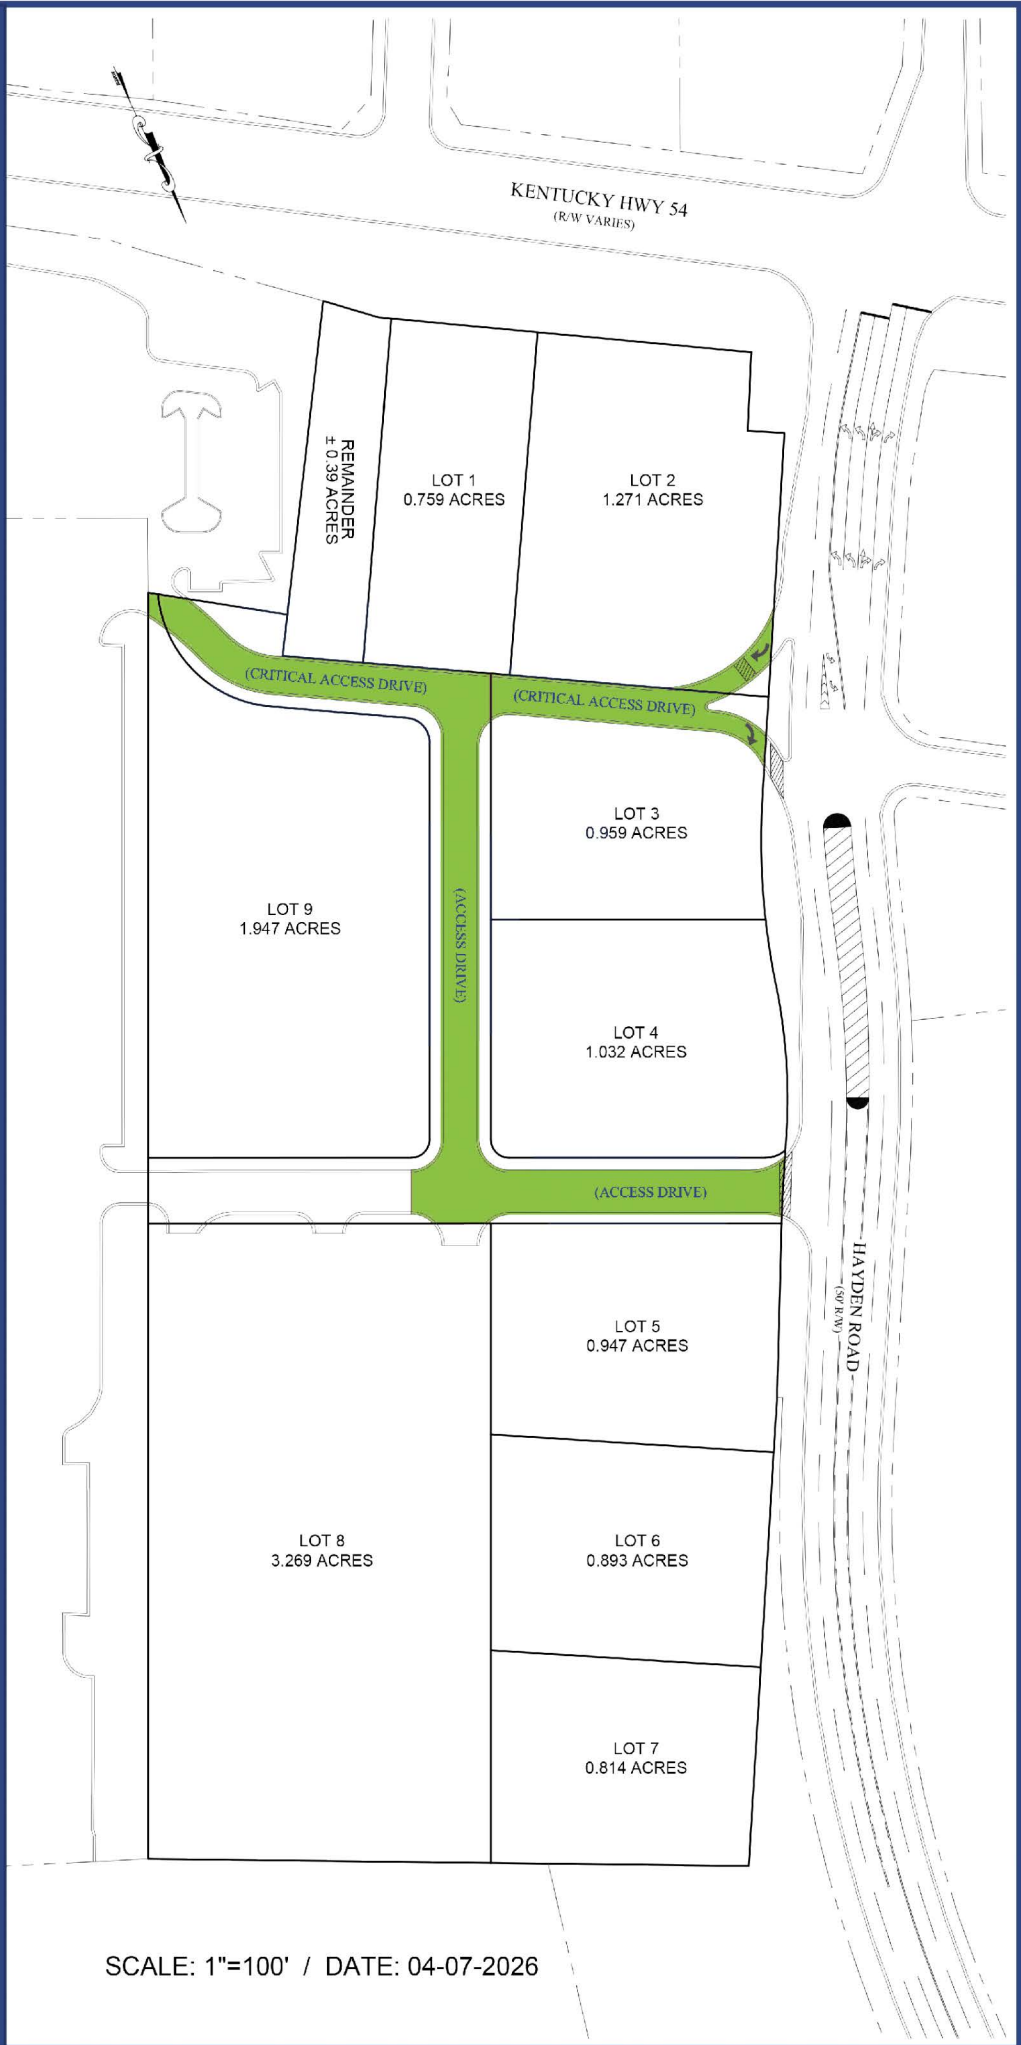 KENTUCKY HWY 54
(R/W VARIES)
REMAINDER
± 0.39 ACRES
LOT 1
0.759 ACRES
LOT 2
1.271 ACRES
(CRITICAL ACCESS DRIVE)
(CRITICAL ACCESS DRIVE)
LOT 3
0.959 ACRES
LOT 9
1.947 ACRES
(ACCESS DRIVE)
LOT 4
1.032 ACRES
(ACCESS DRIVE)
HAYDEN ROAD
(50' R/W)
LOT 5
0.947 ACRES
LOT 8
3.269 ACRES
LOT 6
0.893 ACRES
LOT 7
0.814 ACRES
SCALE: 1"=100' / DATE: 04-07-2026